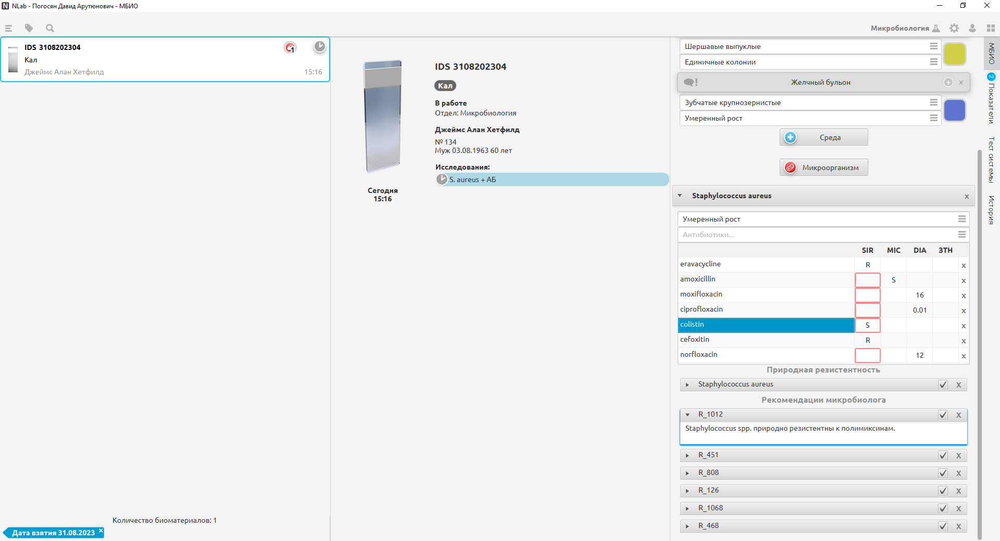 NLab - Погосян Давид Арутюнович - МБИО
Микробиология
IDS 3108202304
1
Кал
Джеймс Алан Хетфилд
15:16
Количество биоматериалов: 1
Дата взятия 31.08.2023 ×
Сегодня
15:16
IDS 3108202304
Кал
В работе
Отдел: Микробиология
Джеймс Алан Хетфилд
№ 134
Муж 03.08.1963 60 лет
Исследования:
S. aureus + АБ
Шершавые выпуклые
Единичные колонии
! Желчный бульон + x
Зубчатые крупнозернистые
Умеренный рост
Среда
Микроорганизм
Staphylococcus aureus x
Умеренный рост
Антибиотики...
SIR MIC DIA ЗТН
eravacycline R x
amoxicillin S x
moxifloxacin 16 x
ciprofloxacin 0.01 x
colistin S x
cefoxitin R x
norfloxacin 12 x
Природная резистентность
Staphylococcus aureus X
Рекомендации микробиолога
R_1012 X
Staphylococcus spp. природно резистентны к полимиксинам.
R_451 X
R_808 X
R_126 X
R_1068 X
R_468 X
МБИО
2 Показатели
Тест системы
История